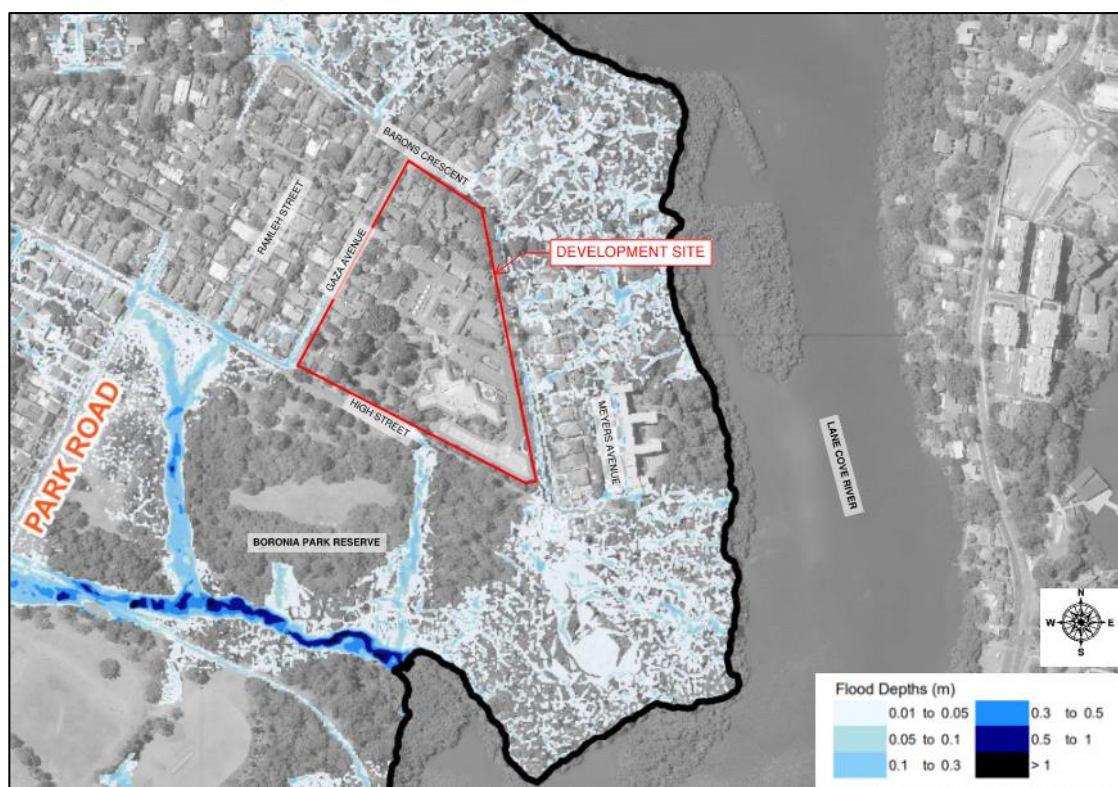 BARONS CRESCENT
RAMLEH STREET
GAZA AVENUE
DEVELOPMENT SITE
HIGH STREET
MEYERS AVENUE
LANE COVE RIVER
PARK ROAD
BORONIA PARK RESERVE
N
W E
S
Flood Depths (m)
0.01 to 0.05
0.05 to 0.1
0.1 to 0.3
0.3 to 0.5
0.5 to 1
> 1